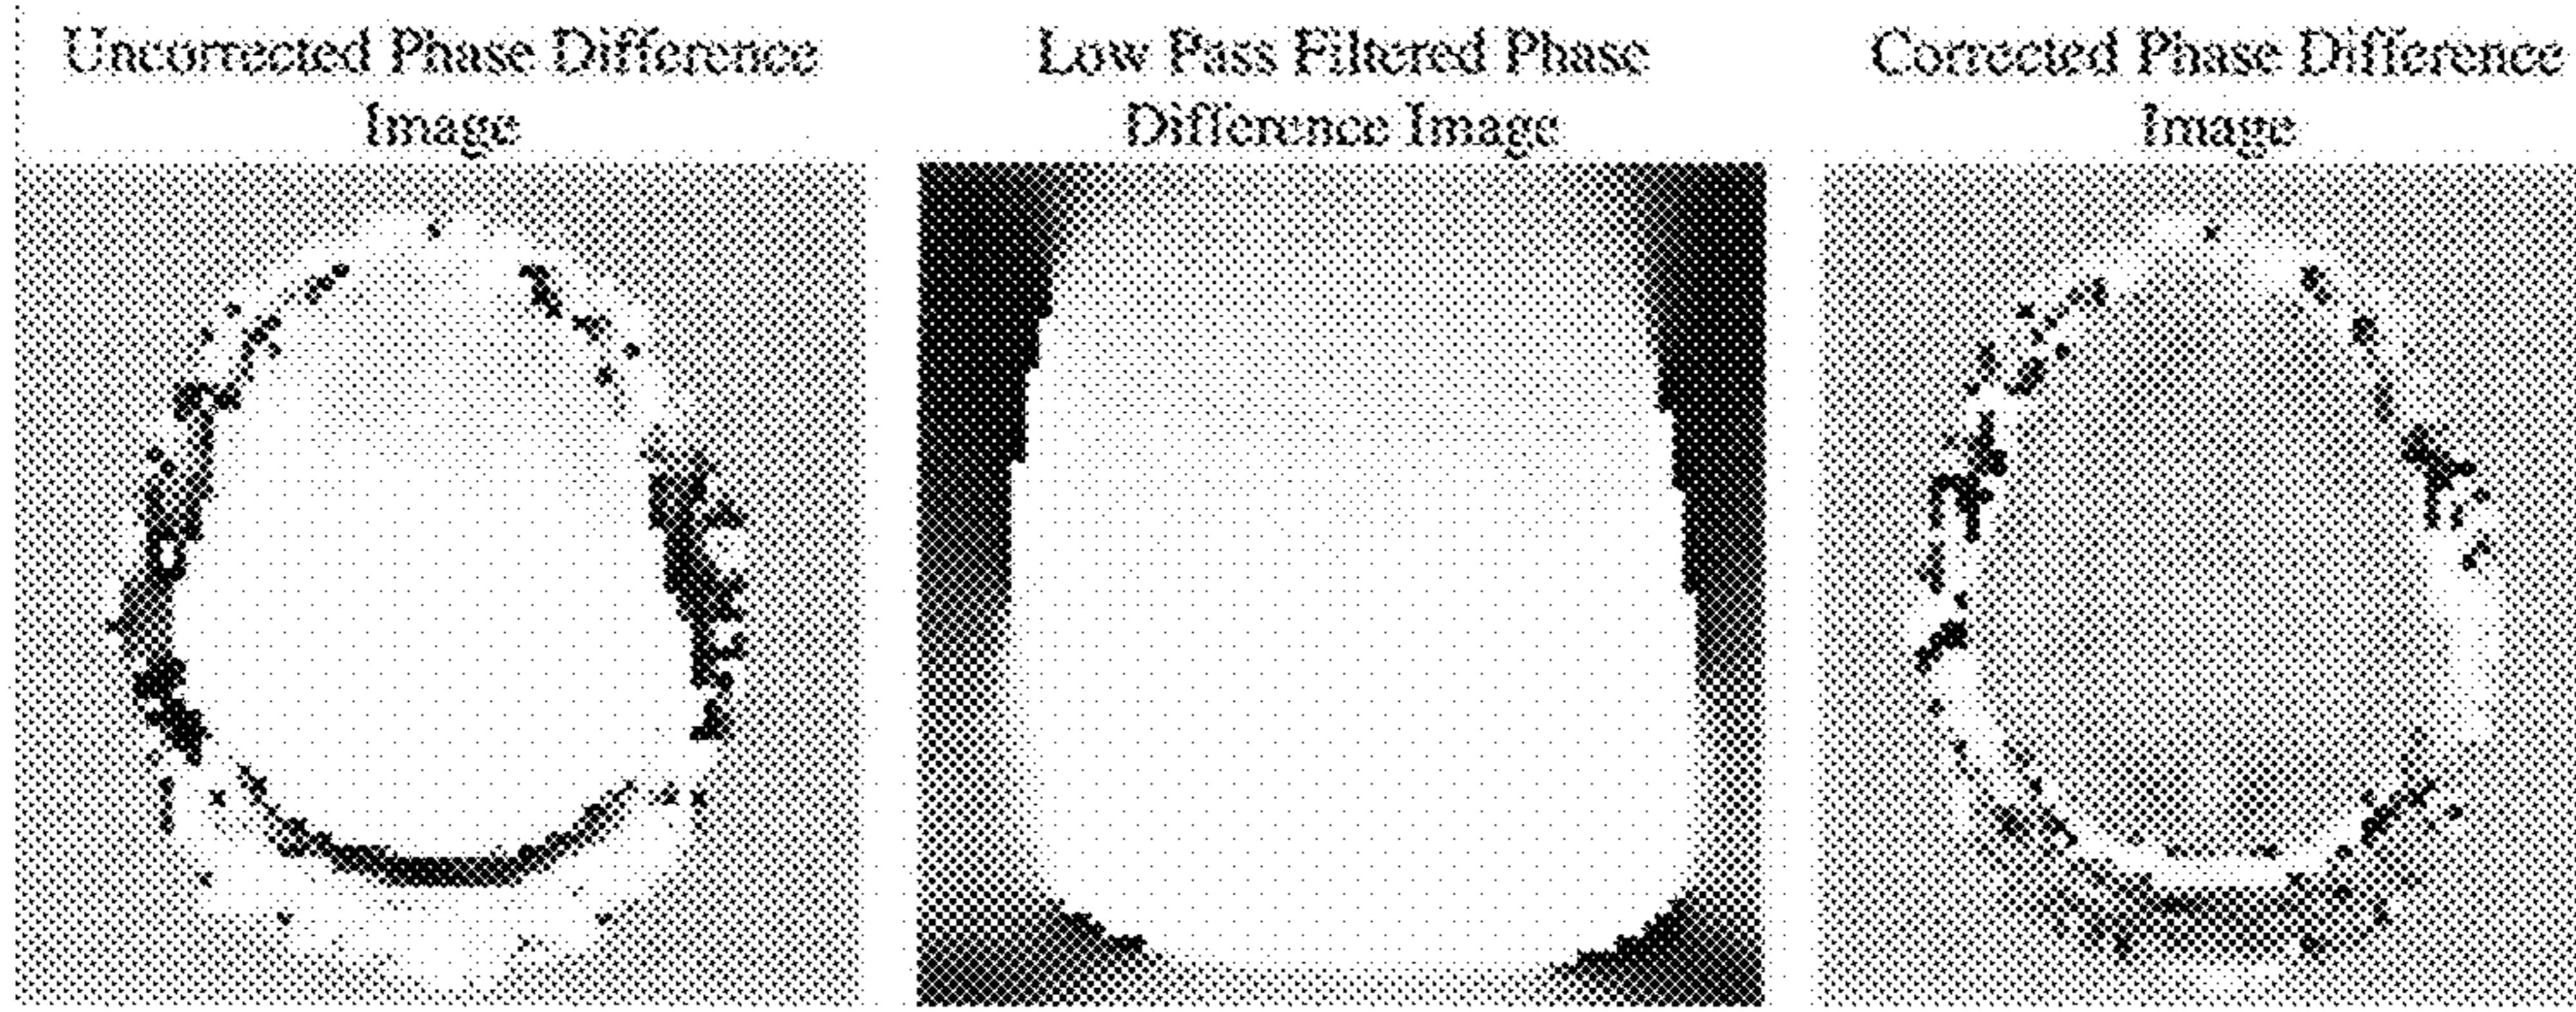 Uncorrected Phase Difference
Image
Low Pass Filtered Phase
Difference Image
Corrected Phase Difference
Image